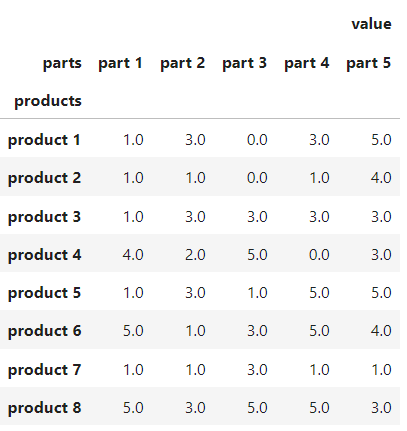 value
parts part 1 part 2 part 3 part 4 part 5
products
product 1 1.0 3.0 0.0 3.0 5.0
product 2 1.0 1.0 0.0 1.0 4.0
product 3 1.0 3.0 3.0 3.0 3.0
product 4 4.0 2.0 5.0 0.0 3.0
product 5 1.0 3.0 1.0 5.0 5.0
product 6 5.0 1.0 3.0 5.0 4.0
product 7 1.0 1.0 3.0 1.0 1.0
product 8 5.0 3.0 5.0 5.0 3.0